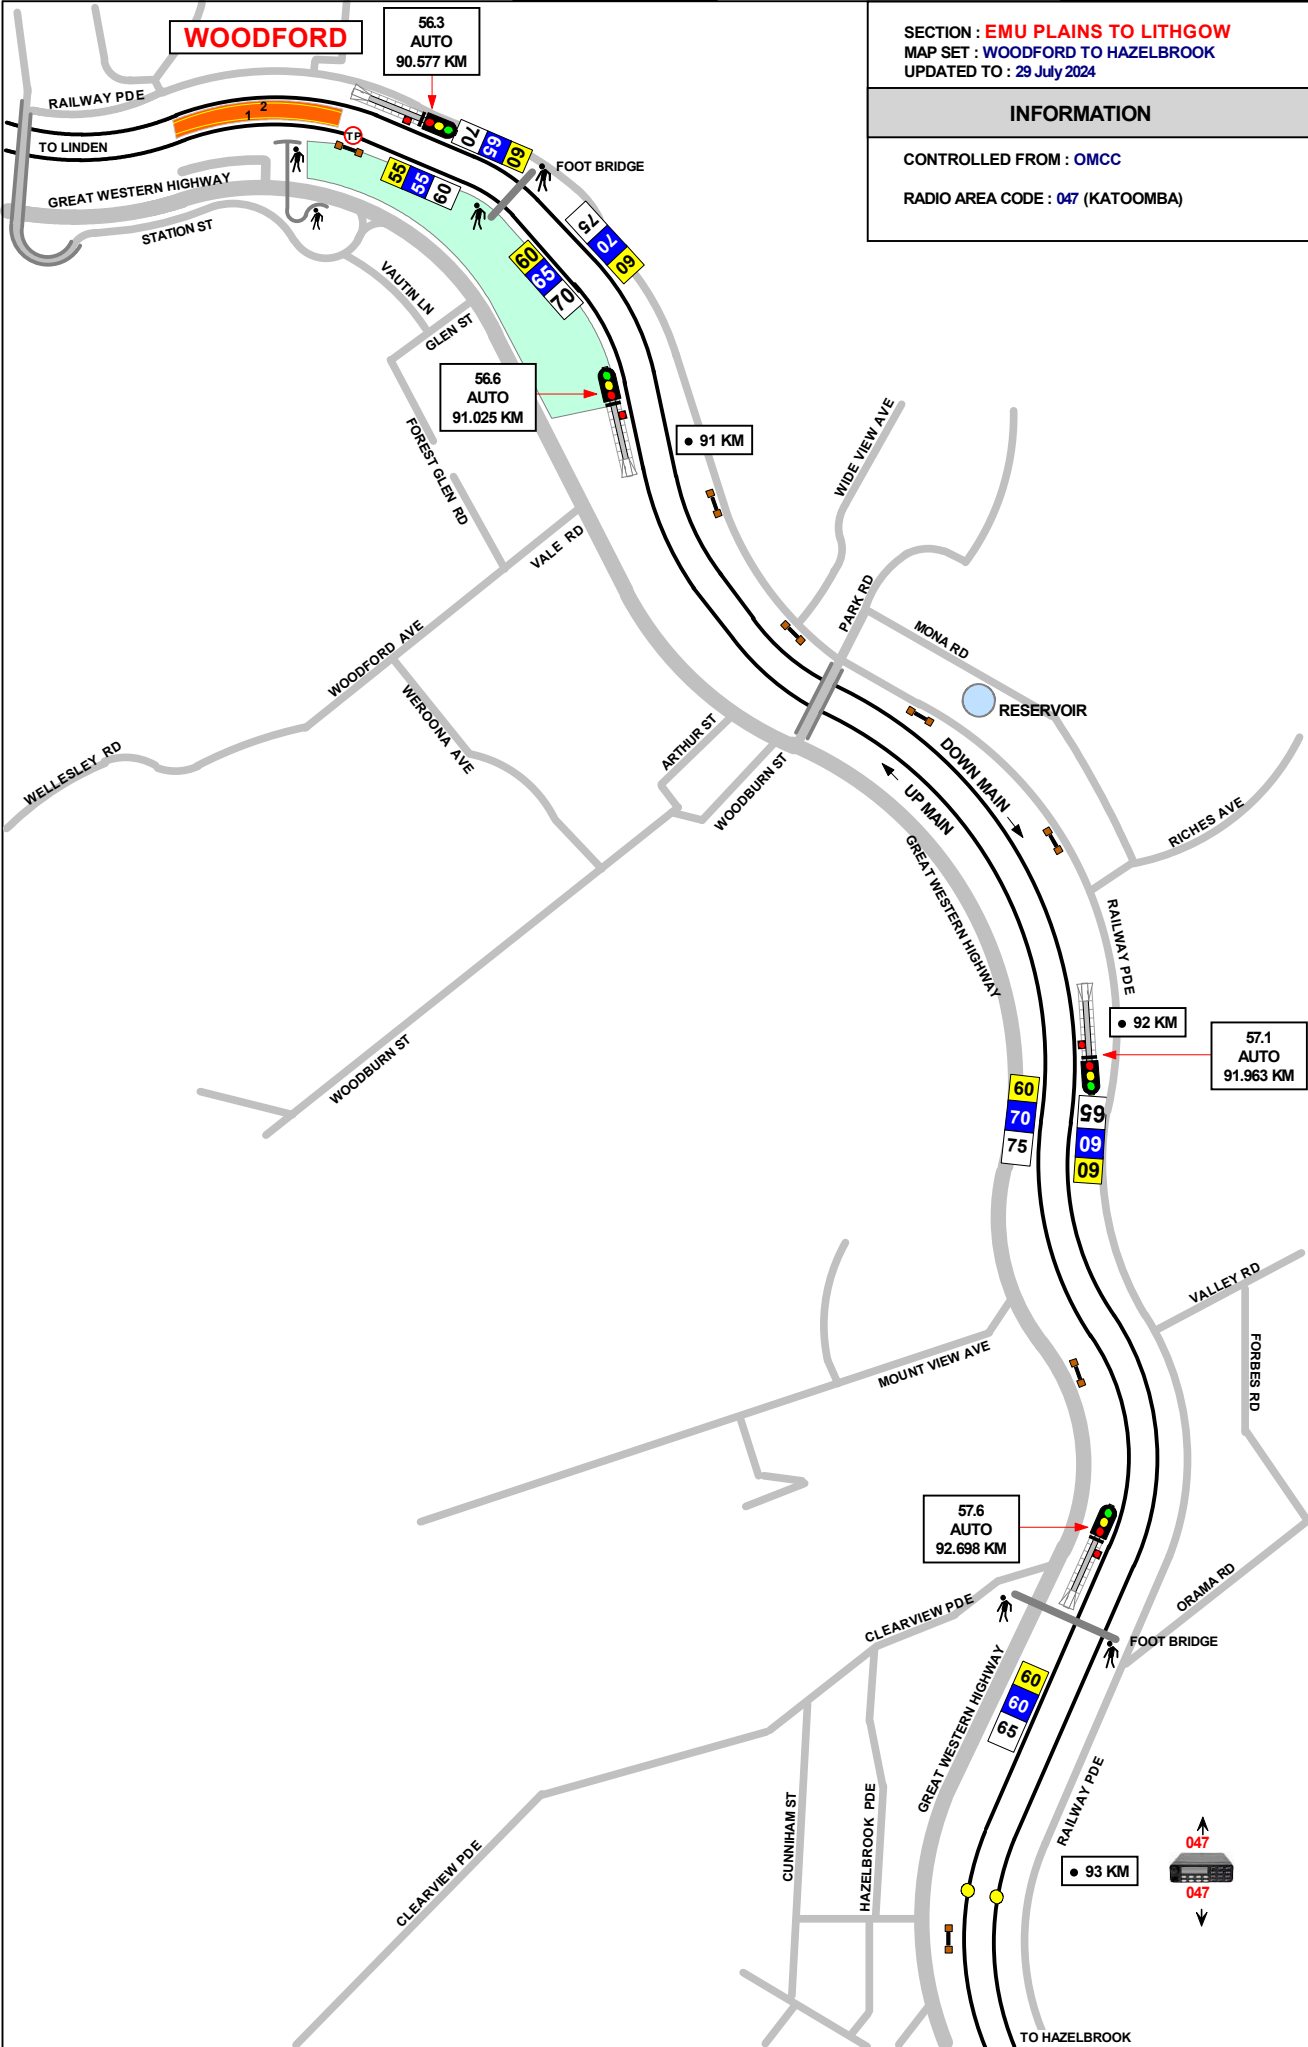 WOODFORD
56.3
AUTO
90.577 KM
SECTION : EMU PLAINS TO LITHGOW
MAP SET : WOODFORD TO HAZELBROOK
UPDATED TO : 29 July 2024
INFORMATION
CONTROLLED FROM : OMCC
RADIO AREA CODE : 047 (KATOOMBA)
RAILWAY PDE
1 2
TP
70 65 60
TO LINDEN
FOOT BRIDGE
55 55 60
GREAT WESTERN HIGHWAY
STATION ST
75 70 60
60 65 70
VAUTIN LN
GLEN ST
56.6
AUTO
91.025 KM
91 KM
WIDE VIEW AVE
FOREST GLEN RD
VALE RD
PARK RD
MONA RD
WOODFORD AVE
WEROONA AVE
RESERVOIR
ARTHUR ST
WOODBURN ST
WELLESLEY RD
DOWN MAIN
UP MAIN
RICHES AVE
GREAT WESTERN HIGHWAY
RAILWAY PDE
92 KM
57.1
AUTO
91.963 KM
WOODBURN ST
60
70
75
65
60
60
VALLEY RD
FORBES RD
MOUNT VIEW AVE
57.6
AUTO
92.698 KM
ORAMA RD
CLEARVIEW PDE
FOOT BRIDGE
60
60
65
GREAT WESTERN HIGHWAY
RAILWAY PDE
CUNNIHAM ST
HAZELBROOK PDE
CLEARVIEW PDE
93 KM
047
047
TO HAZELBROOK